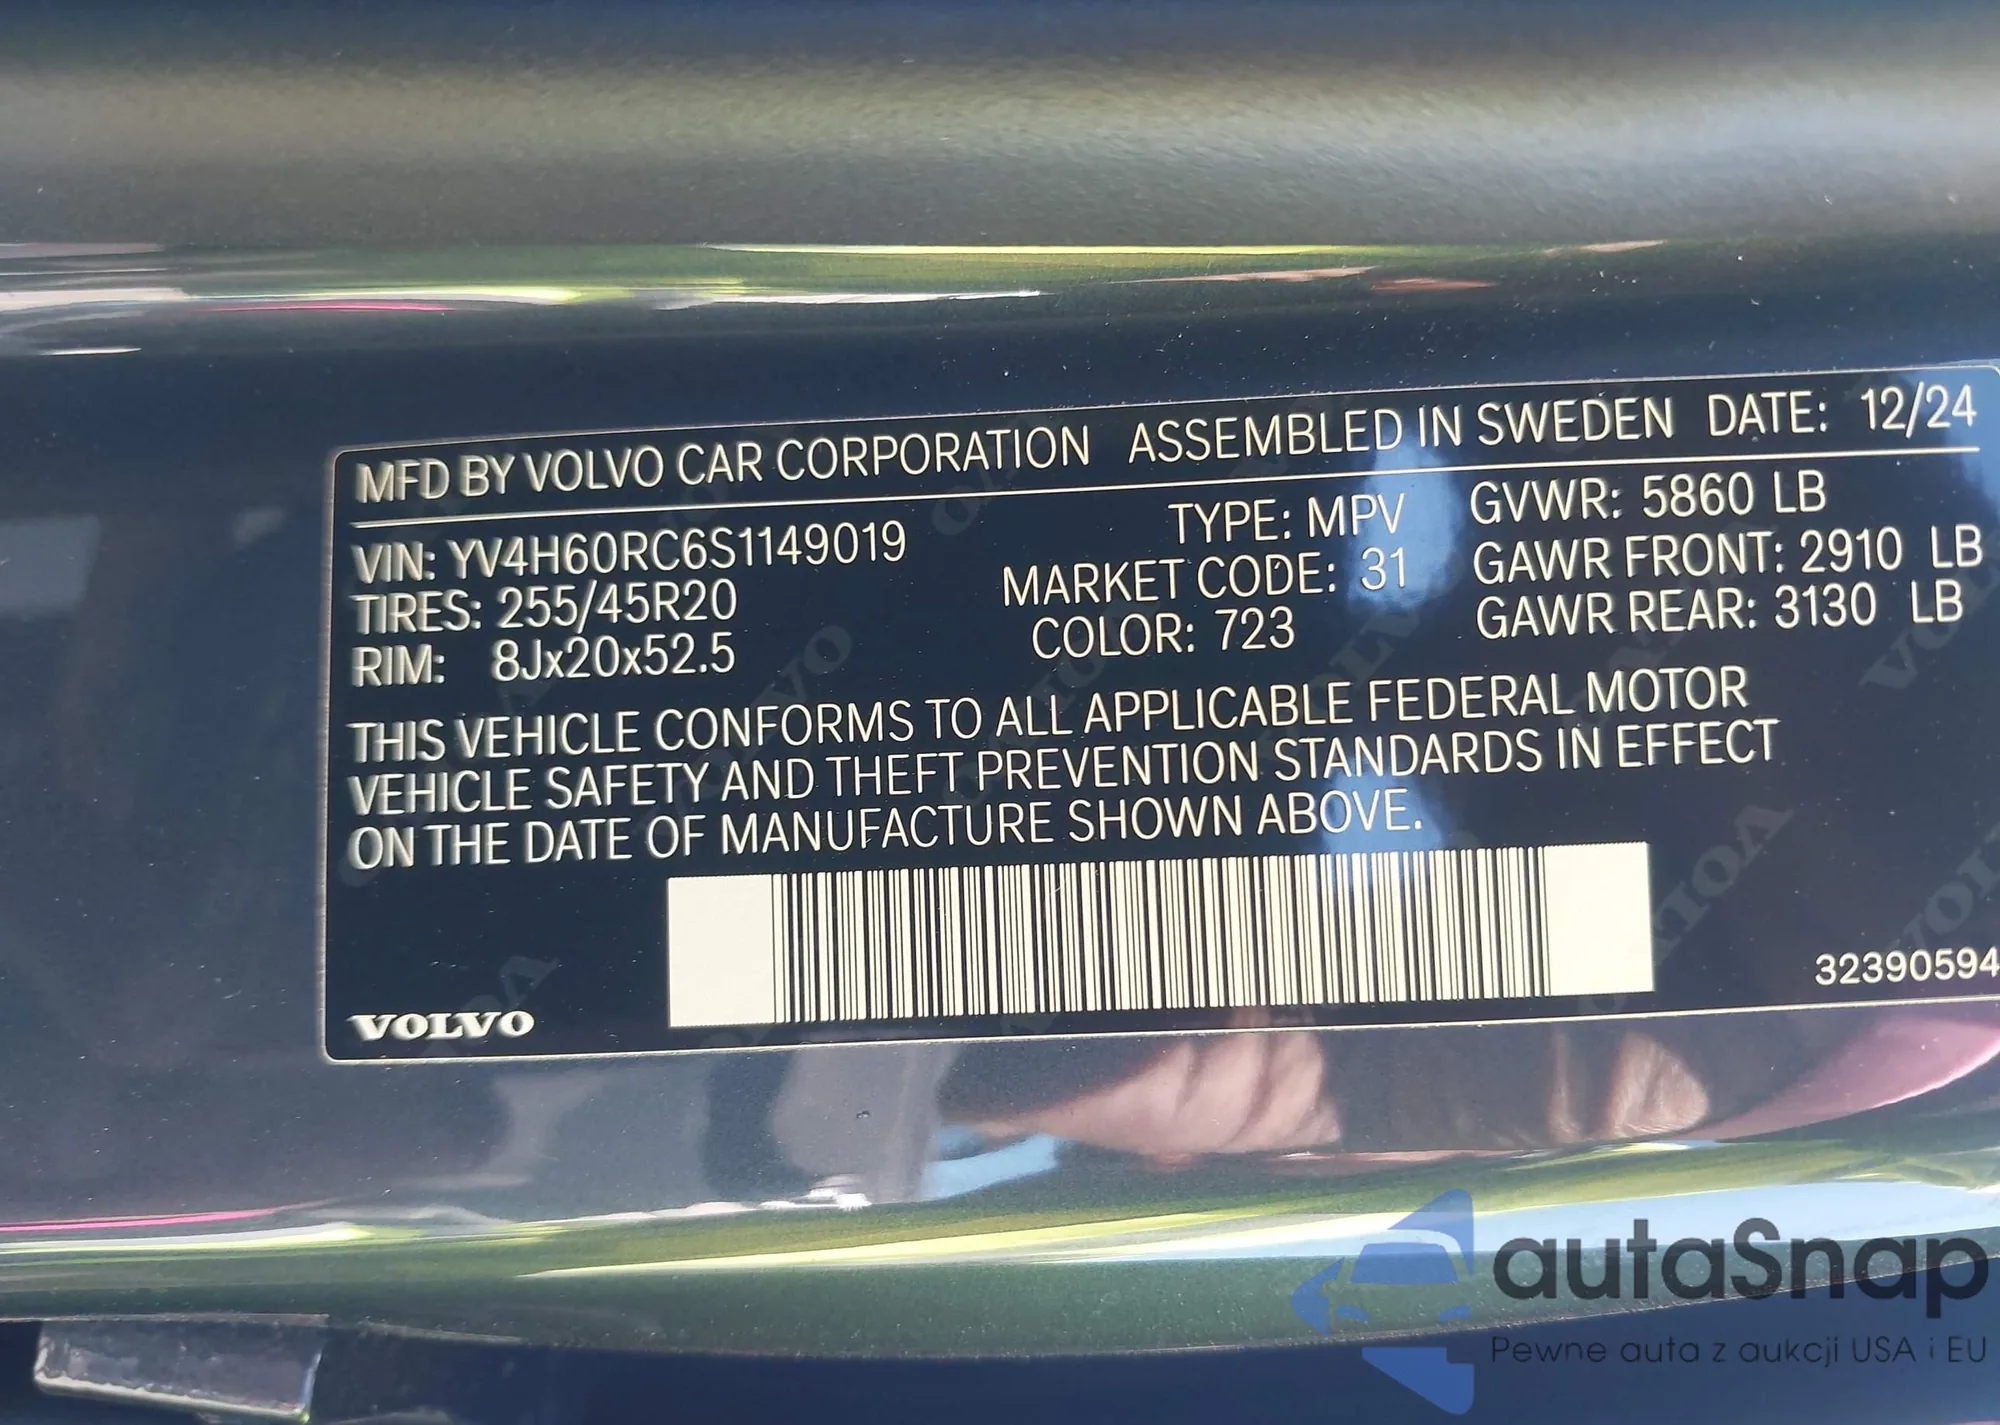 MFD BY VOLVO CAR CORPORATION ASSEMBLED IN SWEDEN DATE: 12/24
VIN: YV4H60RC6S1149019 TYPE: MPV GVWR: 5860 LB
TIRES: 255/45R20 MARKET CODE: 31 GAWR FRONT: 2910 LB
RIM: 8Jx20x52.5 COLOR: 723 GAWR REAR: 3130 LB
THIS VEHICLE CONFORMS TO ALL APPLICABLE FEDERAL MOTOR
VEHICLE SAFETY AND THEFT PREVENTION STANDARDS IN EFFECT
ON THE DATE OF MANUFACTURE SHOWN ABOVE.
32390594
VOLVO
autaSnap
Pewne auta z aukcji USA i EU